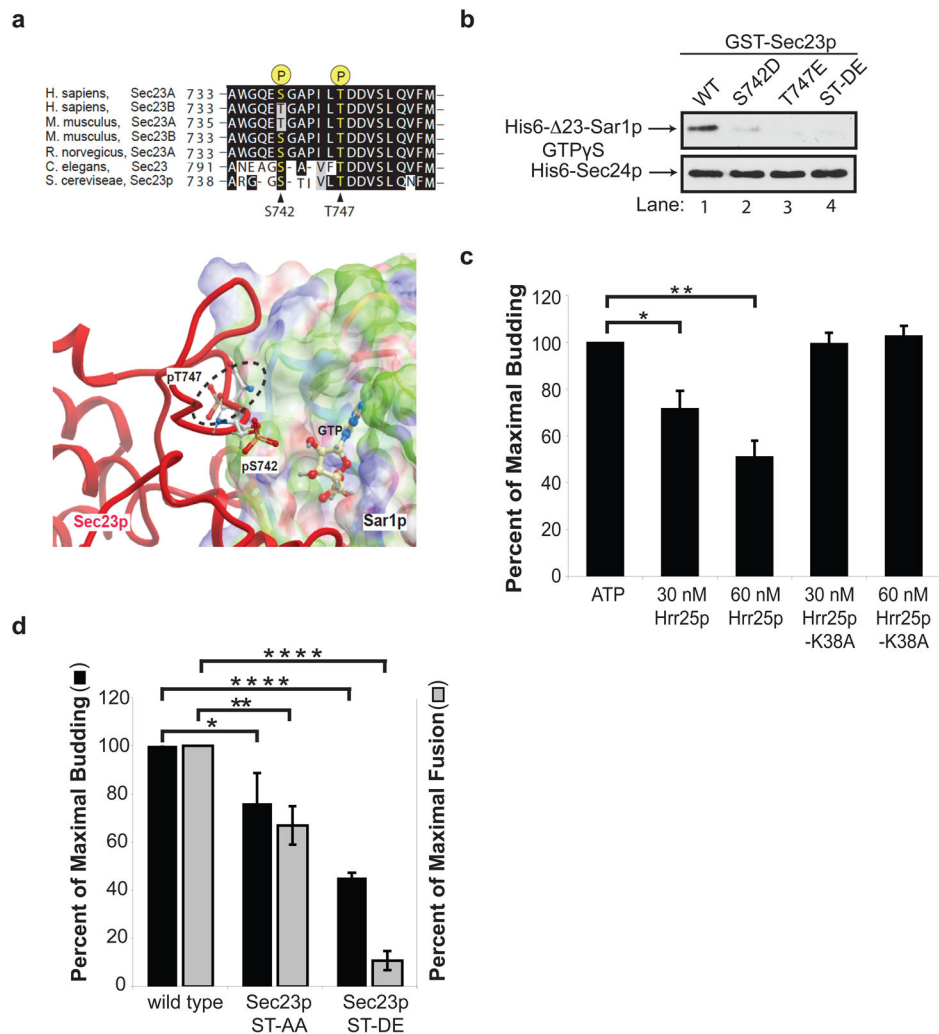 a
P P
H. sapiens, Sec23A 733 – AWGQESGAPILTDDVSLQVFM –
H. sapiens, Sec23B 733 – AWGQETGAPILTDDVSLQVFM –
M. musculus, Sec23A 735 – AWGQETGAPILTDDVSLQVFM –
M. musculus, Sec23B 733 – AWGQESGAPILTDDVSLQVFM –
R. norvegicus, Sec23A 733 – AWGQESGAPILTDDVSLQVFM –
C. elegans, Sec23 791 – ANEAGS-A-VFTDDVSLQVFM –
S. cereviseae, Sec23p 738 – ARG-GS-TIVLTDDVSLQNFM –
S742 T747
pT747
GTP
pS742
Sec23p
Sar1p
b
GST-Sec23p
WT S742D T747E ST-DE
His6-Δ23-Sar1p
GTPγS
His6-Sec24p
Lane: 1 2 3 4
c
Percent of Maximal Budding
120
100
80
60
40
20
0
**
*
ATP 30 nM 60 nM 30 nM 60 nM
Hrr25p Hrr25p Hrr25p Hrr25p
-K38A -K38A
d
Percent of Maximal Budding ( )
Percent of Maximal Fusion ( )
120
100
80
60
40
20
0
****
****
**
*
wild type Sec23p Sec23p
ST-AA ST-DE